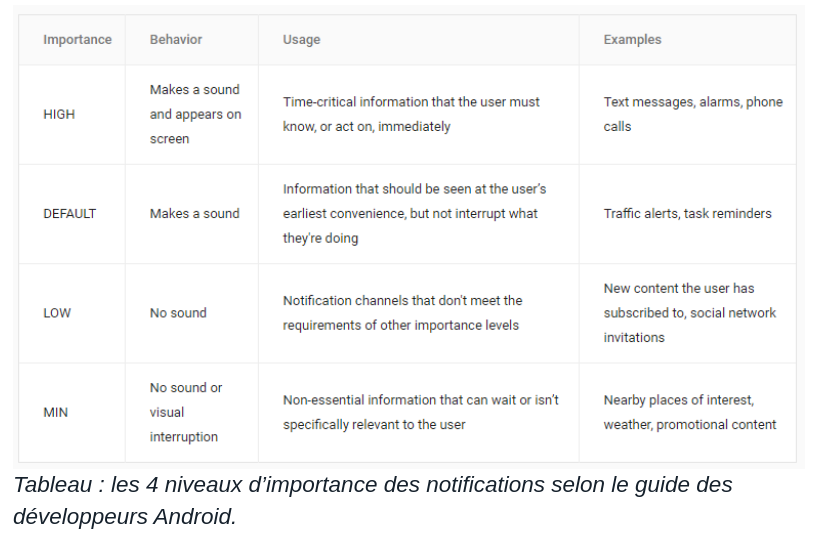 Importance Behavior Usage Examples
HIGH
Makes a sound
and appears on
screen
Time-critical information that the user must
know, or act on, immediately
Text messages, alarms, phone
calls
DEFAULT
Makes a sound
Information that should be seen at the user's
earliest convenience, but not interrupt what
they're doing
Traffic alerts, task reminders
LOW
No sound
Notification channels that don't meet the
requirements of other importance levels
New content the user has
subscribed to, social network
invitations
MIN
No sound or
visual
interruption
Non-essential information that can wait or isn't
specifically relevant to the user
Nearby places of interest,
weather, promotional content
Tableau : les 4 niveaux d’importance des notifications selon le guide des
développeurs Android.